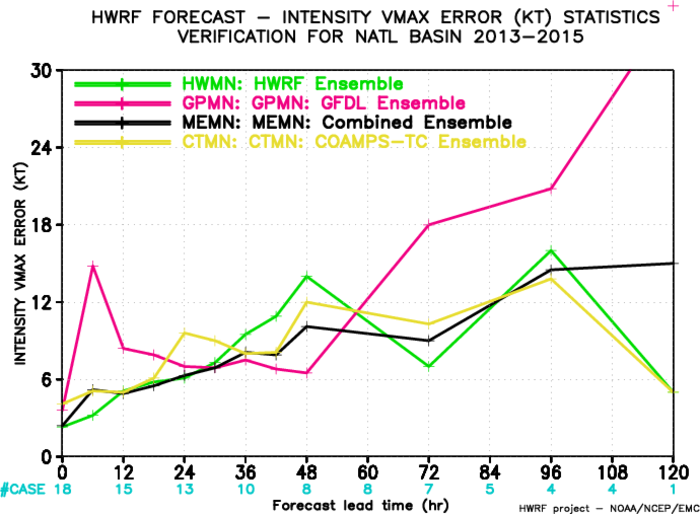 HWRF FORECAST – INTENSITY VMAX ERROR (KT) STATISTICS
VERIFICATION FOR NATL BASIN 2013–2015
HWMN: HWRF Ensemble
GPMN: GPMN: GFDL Ensemble
MEMN: MEMN: Combined Ensemble
CTMN: CTMN: COAMPS–TC Ensemble
INTENSITY VMAX ERROR (KT)
30
24
18
12
6
0
0 12 24 36 48 60 72 84 96 108 120
#CASE 18 15 13 10 8 8 7 5 4 4 1
Forecast lead time (hr)
HWRF project – NOAA/NCEP/EMC